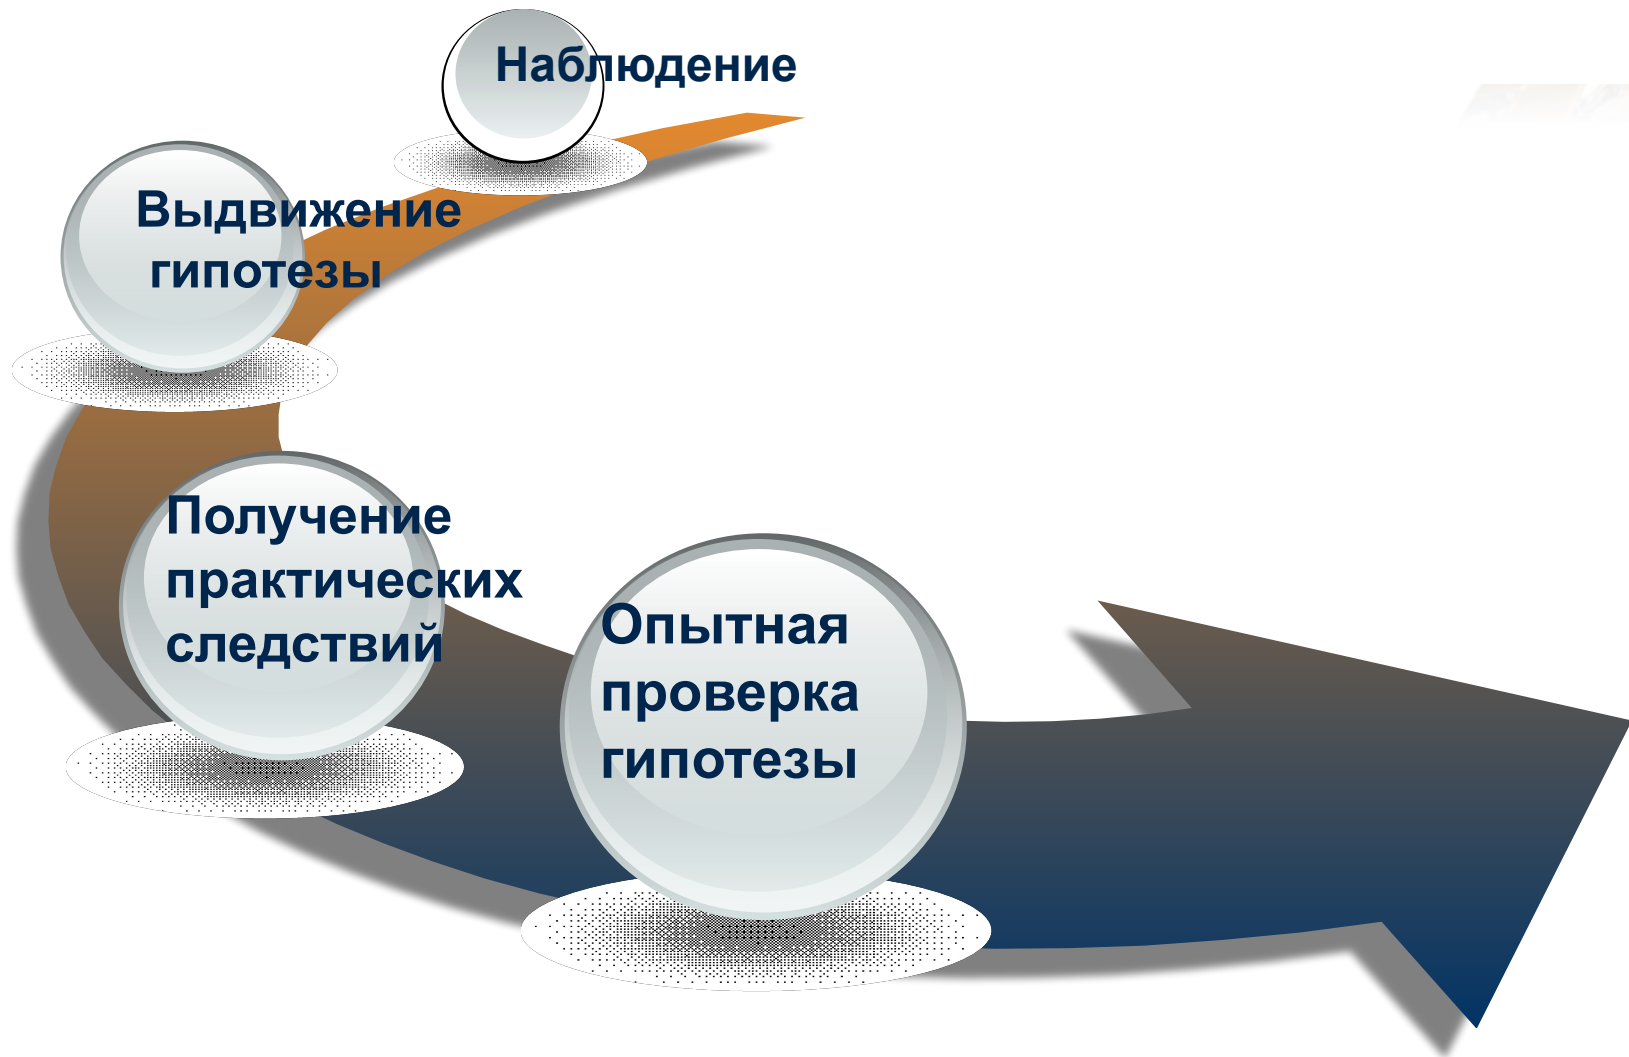 Наблюдение
Выдвижение
гипотезы
Получение
практических
следствий
Опытная
проверка
гипотезы